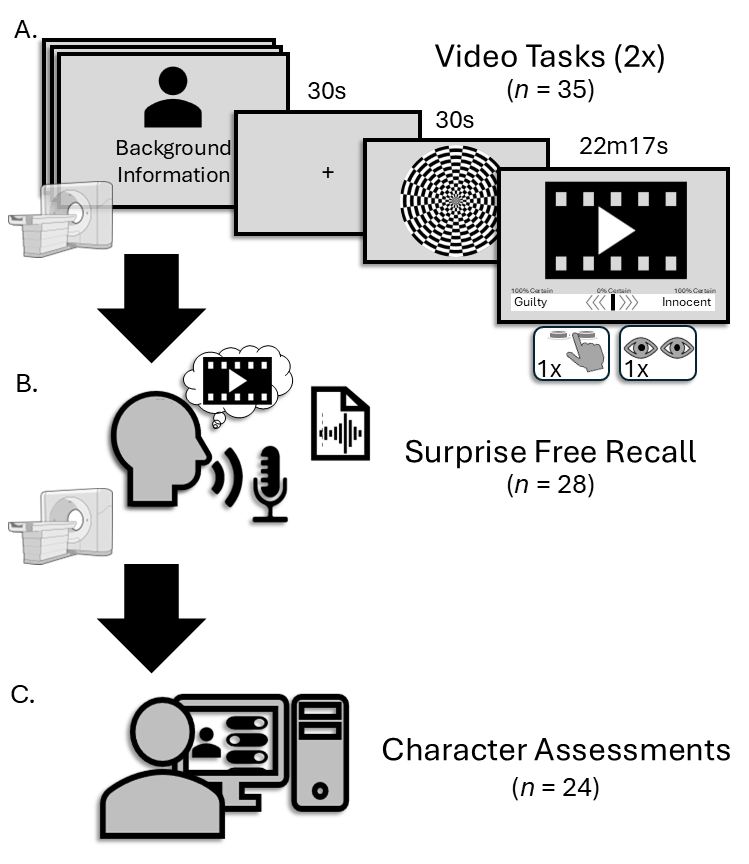 A.
Video Tasks (2x)
(n = 35)
Background
Information
30s
+
30s
22m17s
100% Certain
0% Certain
100% Certain
Guilty
Innocent
1x
1x
B.
Surprise Free Recall
(n = 28)
C.
Character Assessments
(n = 24)